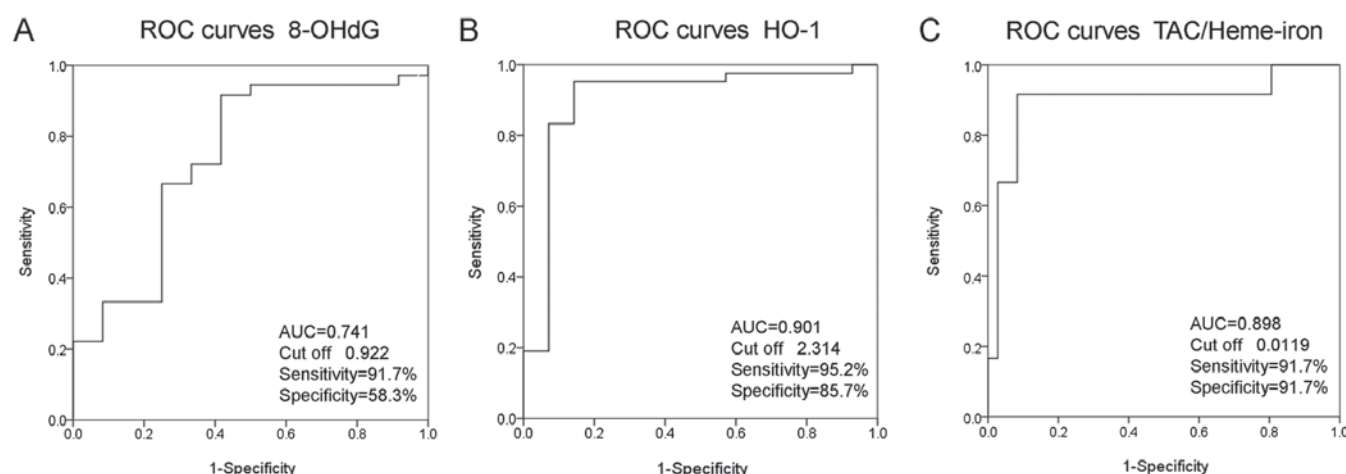 A
ROC curves 8-OHdG
1.0
0.8
0.6
0.4
0.2
0.0
Sensitivity
AUC=0.741
Cut off 0.922
Sensitivity=91.7%
Specificity=58.3%
0.0 0.2 0.4 0.6 0.8 1.0
1-Specificity
B
ROC curves HO-1
1.0
0.8
0.6
0.4
0.2
0.0
Sensitivity
AUC=0.901
Cut off 2.314
Sensitivity=95.2%
Specificity=85.7%
0.0 0.2 0.4 0.6 0.8 1.0
1-Specificity
C
ROC curves TAC/Heme-iron
1.0
0.8
0.6
0.4
0.2
0.0
Sensitivity
AUC=0.898
Cut off 0.0119
Sensitivity=91.7%
Specificity=91.7%
0.0 0.2 0.4 0.6 0.8 1.0
1-Specificity